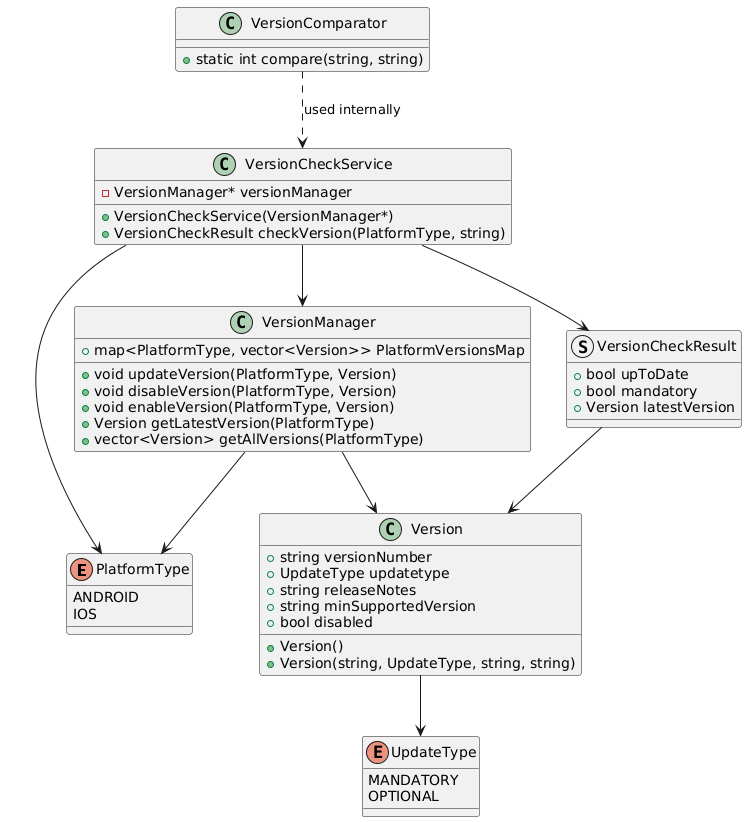 C VersionComparator
static int compare(string, string)
used internally
C VersionCheckService
VersionManager* versionManager
VersionCheckService(VersionManager*)
VersionCheckResult checkVersion(PlatformType, string)
C VersionManager
map<PlatformType, vector<Version>> PlatformVersionsMap
void updateVersion(PlatformType, Version)
void disableVersion(PlatformType, Version)
void enableVersion(PlatformType, Version)
Version getLatestVersion(PlatformType)
vector<Version> getAllVersions(PlatformType)
S VersionCheckResult
bool upToDate
bool mandatory
Version latestVersion
E PlatformType
ANDROID
IOS
C Version
string versionNumber
UpdateType updatetype
string releaseNotes
string minSupportedVersion
bool disabled
Version()
Version(string, UpdateType, string, string)
E UpdateType
MANDATORY
OPTIONAL